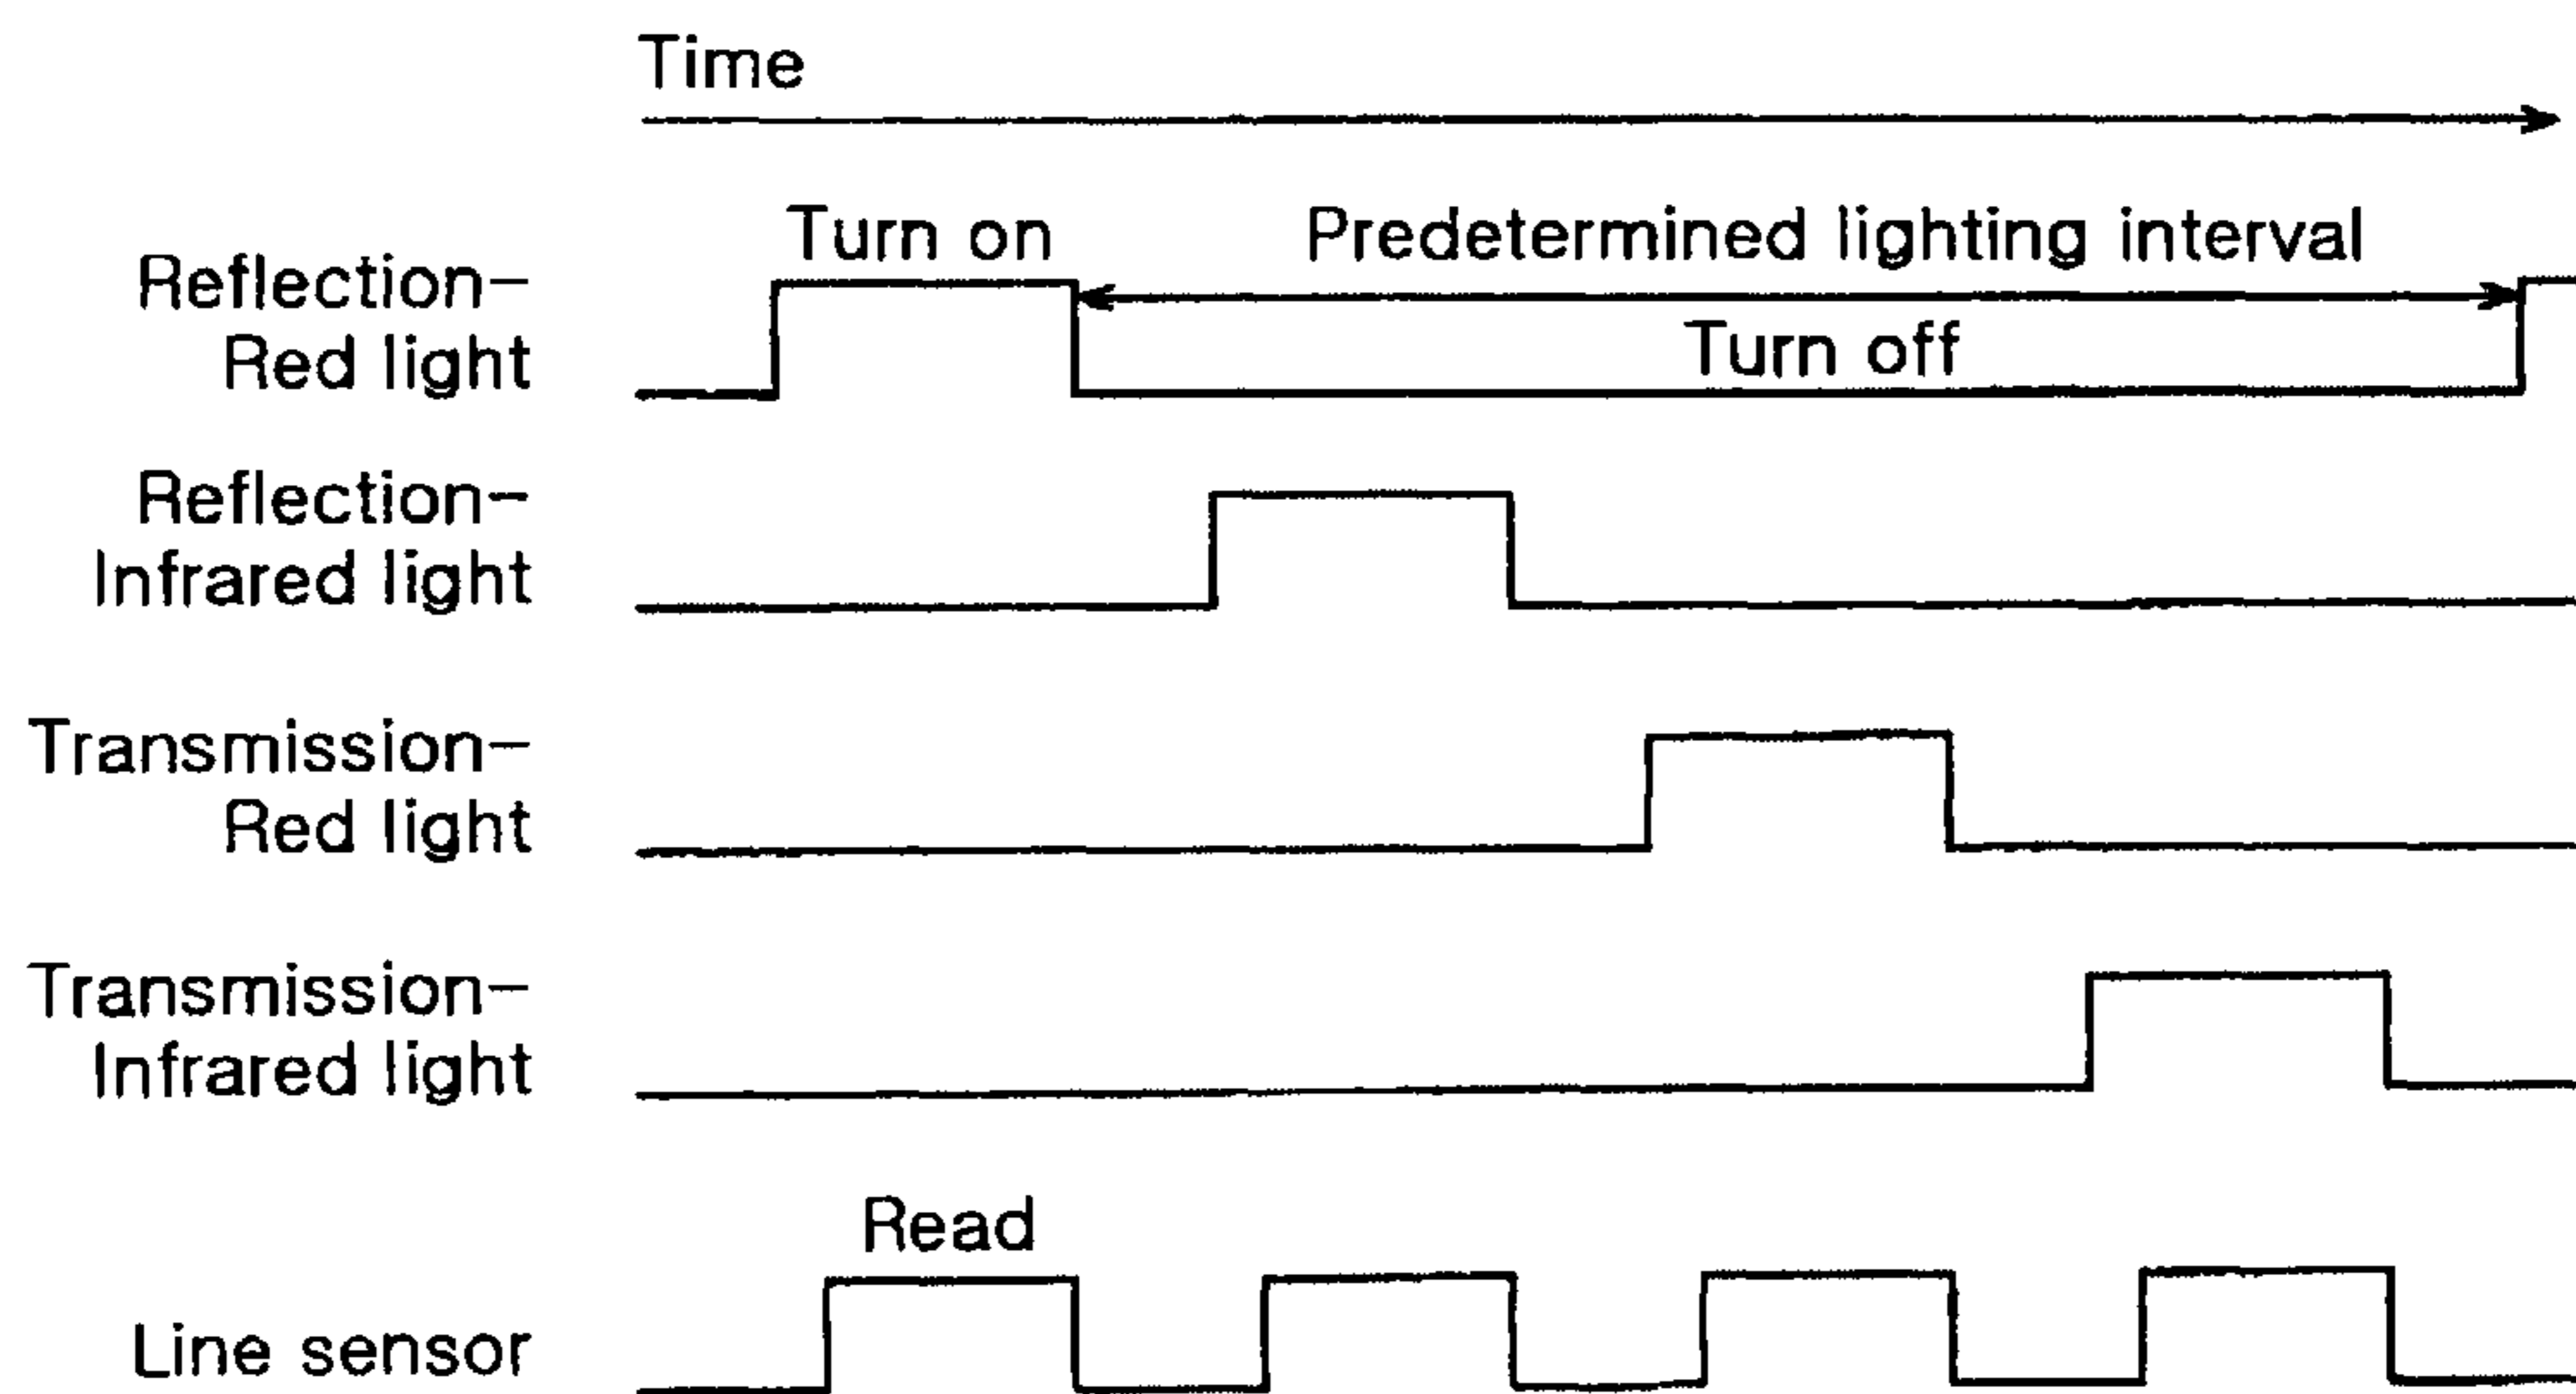 Time
Turn on
Predetermined lighting interval
Reflection-
Red light
Turn off
Reflection-
Infrared light
Transmission-
Red light
Transmission-
Infrared light
Read
Line sensor